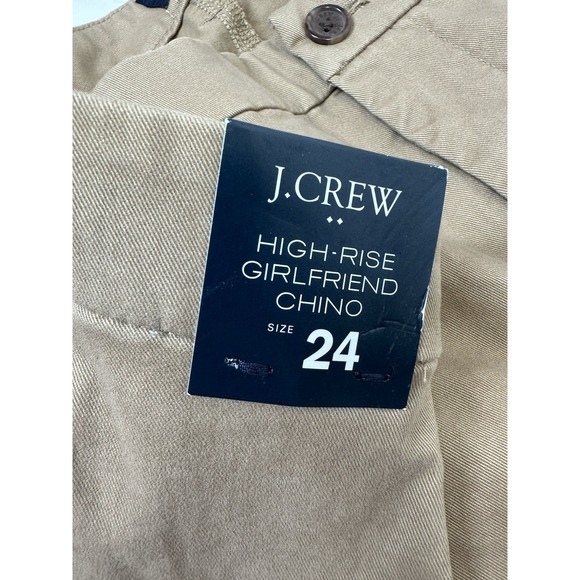 J.CREW
HIGH-RISE
GIRLFRIEND
CHINO
SIZE 24